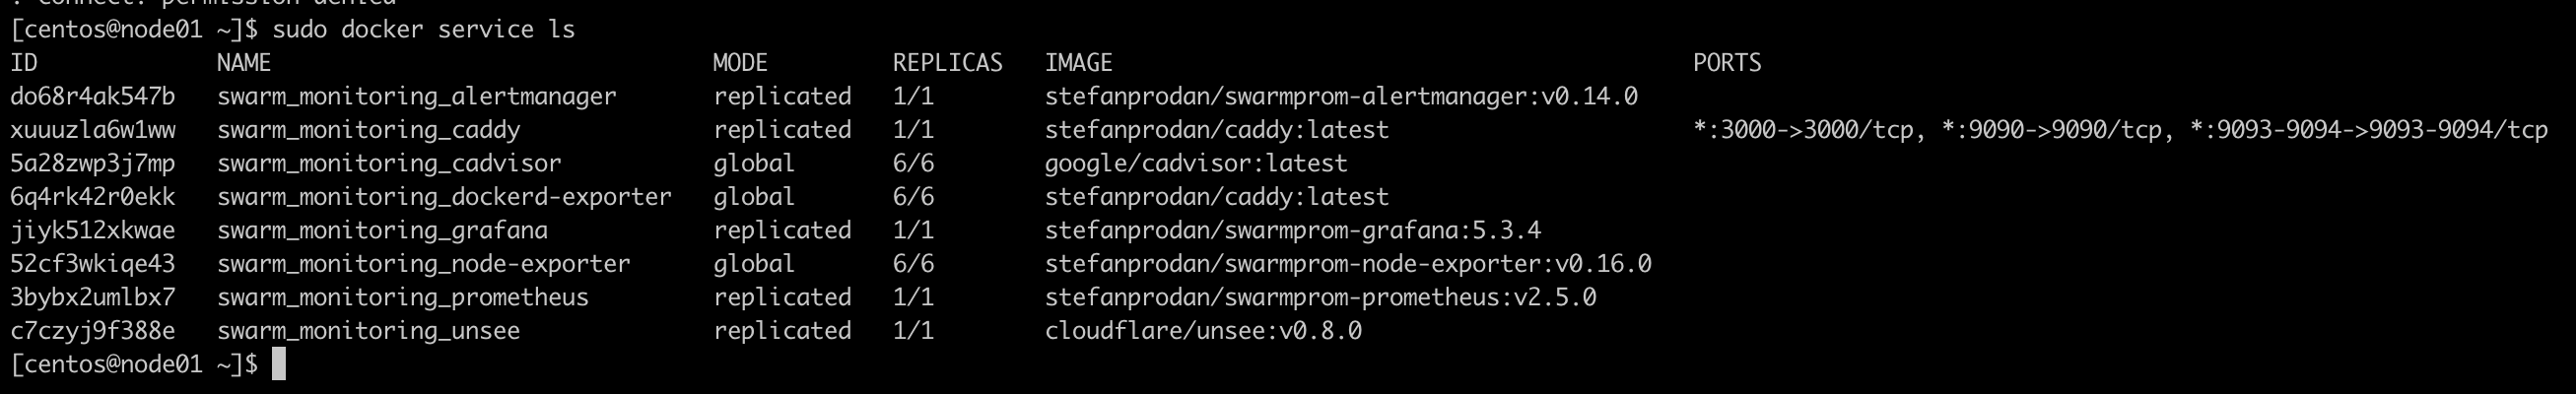 : connect: permission denied
[centos@node01 ~]$ sudo docker service ls
ID NAME MODE REPLICAS IMAGE PORTS
do68r4ak547b swarm_monitoring_alertmanager replicated 1/1 stefanprodan/swarmprom-alertmanager:v0.14.0
xuuuzla6w1ww swarm_monitoring_caddy replicated 1/1 stefanprodan/caddy:latest *:3000->3000/tcp, *:9090->9090/tcp, *:9093-9094->9093-9094/tcp
5a28zwp3j7mp swarm_monitoring_cadvisor global 6/6 google/cadvisor:latest
6q4rk42r0ekk swarm_monitoring_dockerd-exporter global 6/6 stefanprodan/caddy:latest
jiyk512xkwae swarm_monitoring_grafana replicated 1/1 stefanprodan/swarmprom-grafana:5.3.4
52cf3wkiqe43 swarm_monitoring_node-exporter global 6/6 stefanprodan/swarmprom-node-exporter:v0.16.0
3bybx2umlbx7 swarm_monitoring_prometheus replicated 1/1 stefanprodan/swarmprom-prometheus:v2.5.0
c7czyj9f388e swarm_monitoring_unsee replicated 1/1 cloudflare/unsee:v0.8.0
[centos@node01 ~]$